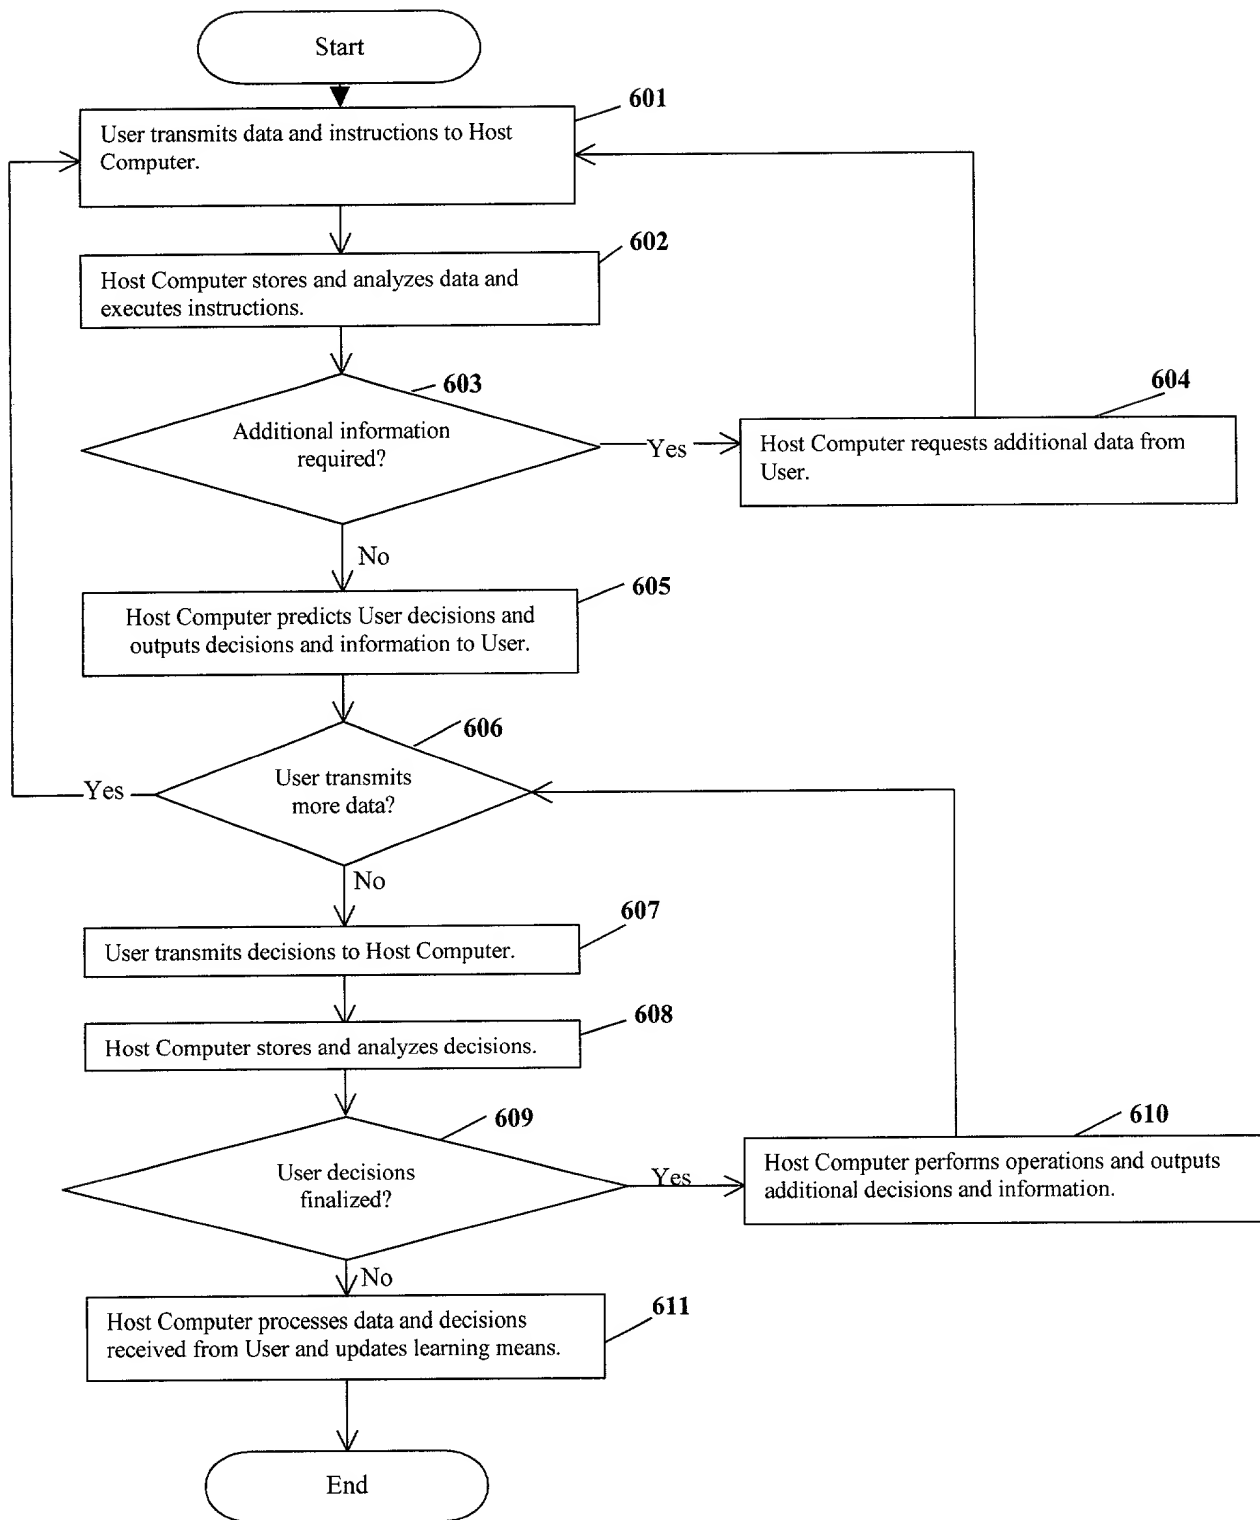 Start
601
User transmits data and instructions to Host
Computer.
602
Host Computer stores and analyzes data and
executes instructions.
603
Additional information
required?
Yes
604
Host Computer requests additional data from
User.
No
605
Host Computer predicts User decisions and
outputs decisions and information to User.
606
User transmits
more data?
Yes
No
607
User transmits decisions to Host Computer.
608
Host Computer stores and analyzes decisions.
609
User decisions
finalized?
Yes
610
Host Computer performs operations and outputs
additional decisions and information.
No
611
Host Computer processes data and decisions
received from User and updates learning means.
End